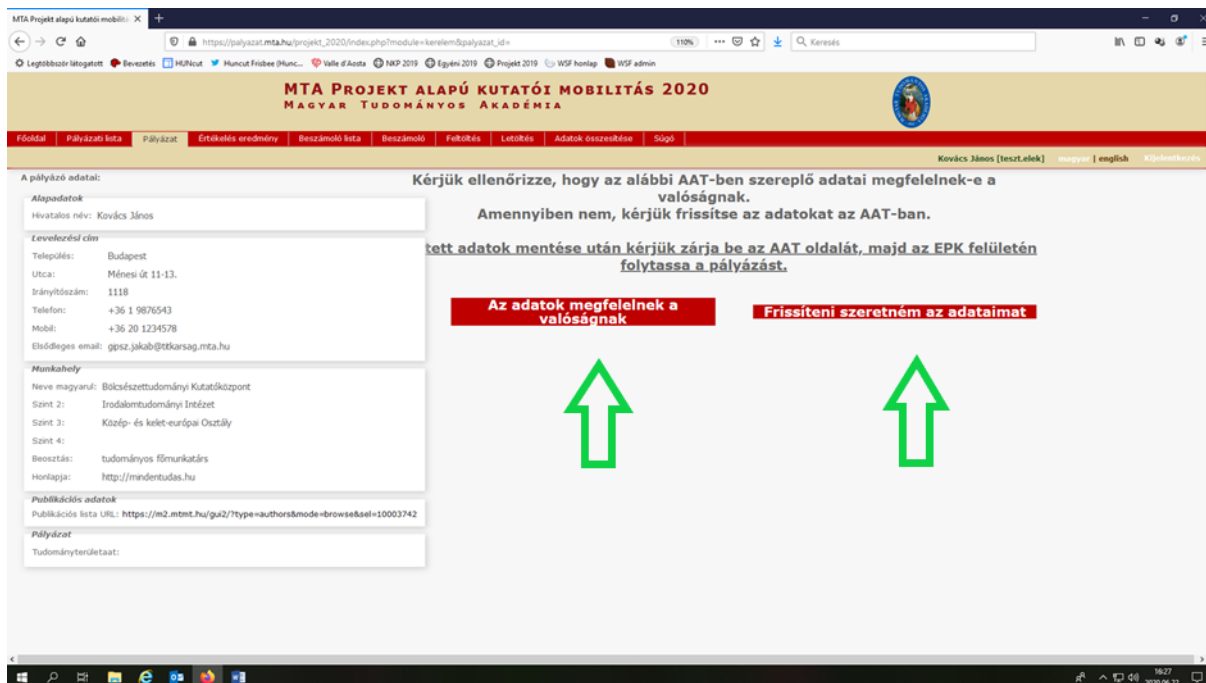 MTA Projekt alapú kutatói mobilitá
https://palyazat.mta.hu/projekt_2020/index.php?module=kerelem&palyazat_id=
110%
Keresés
Legtöbbször látogatott Bevezetés HUNcut Huncut Frisbee (Hunc... Valle d'Aosta NKP 2019 Egyéni 2019 Projekt 2019 WSF honlap WSF admin
MTA Projekt alapú kutatói mobilitás 2020
Magyar Tudományos Akadémia
Főoldal Pályázati lista Pályázat Értékelés eredmény Beszámoló lista Beszámoló Feltöltés Letöltés Adatok összesítése Súgó
Kovács János [teszt.elek] magyar | english Kijelentkezés
A pályázó adatai:
Alapadatok
Hivatalos név: Kovács János
Levelezési cím
Település: Budapest
Utca: Ménesi út 11-13.
Irányítószám: 1118
Telefon: +36 1 9876543
Mobil: +36 20 1234578
Elsődleges email: gipsz.jakab@titkarsag.mta.hu
Munkahely
Neve magyarul: Bölcsészettudományi Kutatóközpont
Szint 2: Irodalomtudományi Intézet
Szint 3: Közép- és kelet-európai Osztály
Szint 4:
Beosztás: tudományos főmunkatárs
Honlapja: http://mindentudas.hu
Publikációs adatok
Publikációs lista URL: https://m2.mtmt.hu/gui2/?type=authors&mode=browse&sel=10003742
Pályázat
Tudományterületaat:
Kérjük ellenőrizze, hogy az alábbi AAT-ben szereplő adatai megfelelnek-e a
valóságnak.
Amennyiben nem, kérjük frissítse az adatokat az AAT-ban.
tett adatok mentése után kérjük zárja be az AAT oldalát, majd az EPK felületén
folytassa a pályázást.
Az adatok megfelelnek a
valóságnak
Frissíteni szeretném az adataimat
16:27
2020.06.22.